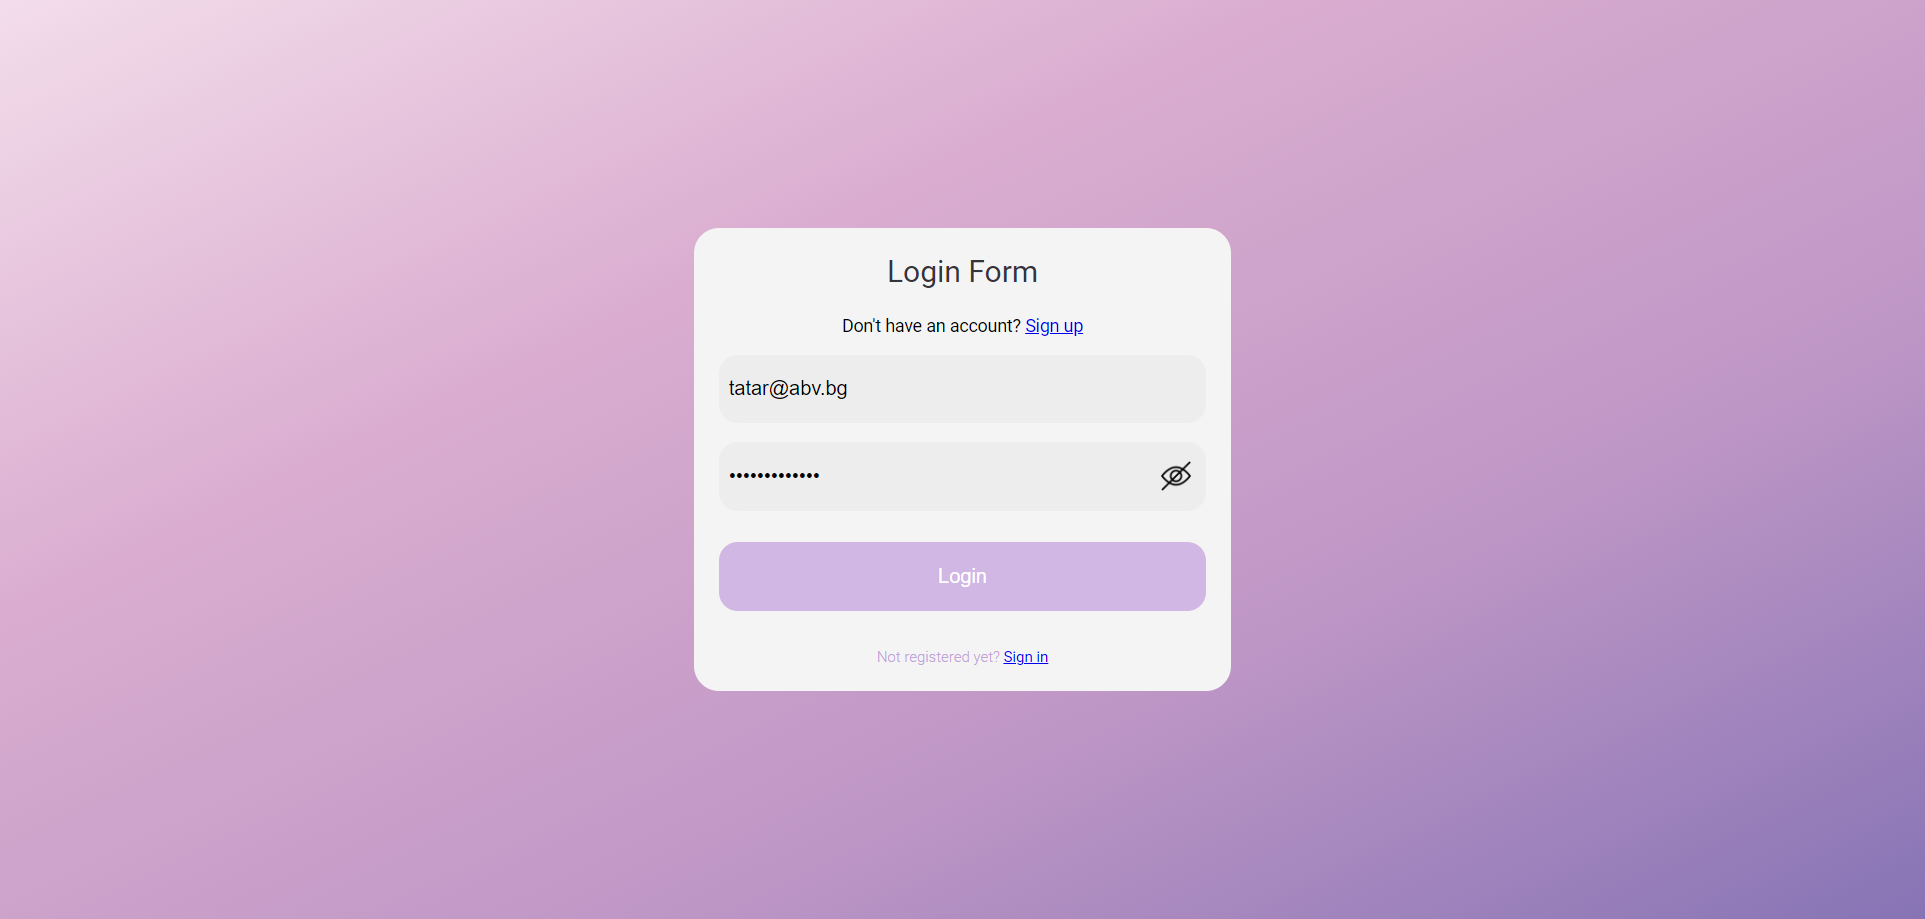 Login Form
Don't have an account? Sign up
tatar@abv.bg
•••••••••••••
Login
Not registered yet? Sign in